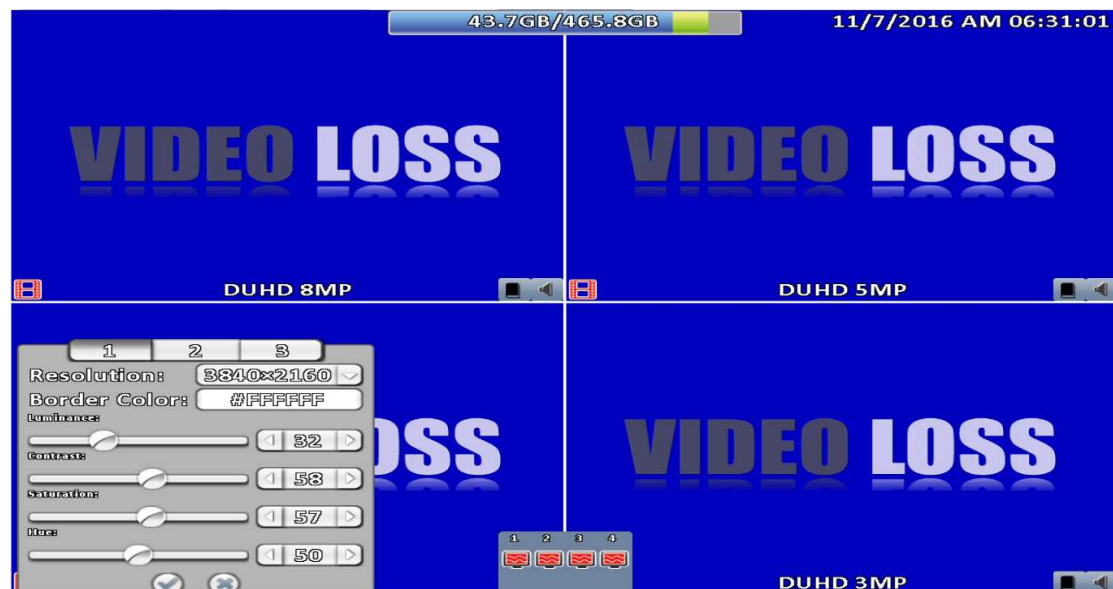 43.7GB/465.8GB
11/7/2016 AM 06:31:01
VIDEO LOSS
VIDEO LOSS
DUHD 8MP
DUHD 5MP
1 2 3
Resolution: 3840x2160
Border Color: #FFFFFF
Luminance:
32
Contrast:
58
Saturation:
57
Hue:
50
OSS
VIDEO LOSS
1 2 3 4
DUHD 3MP